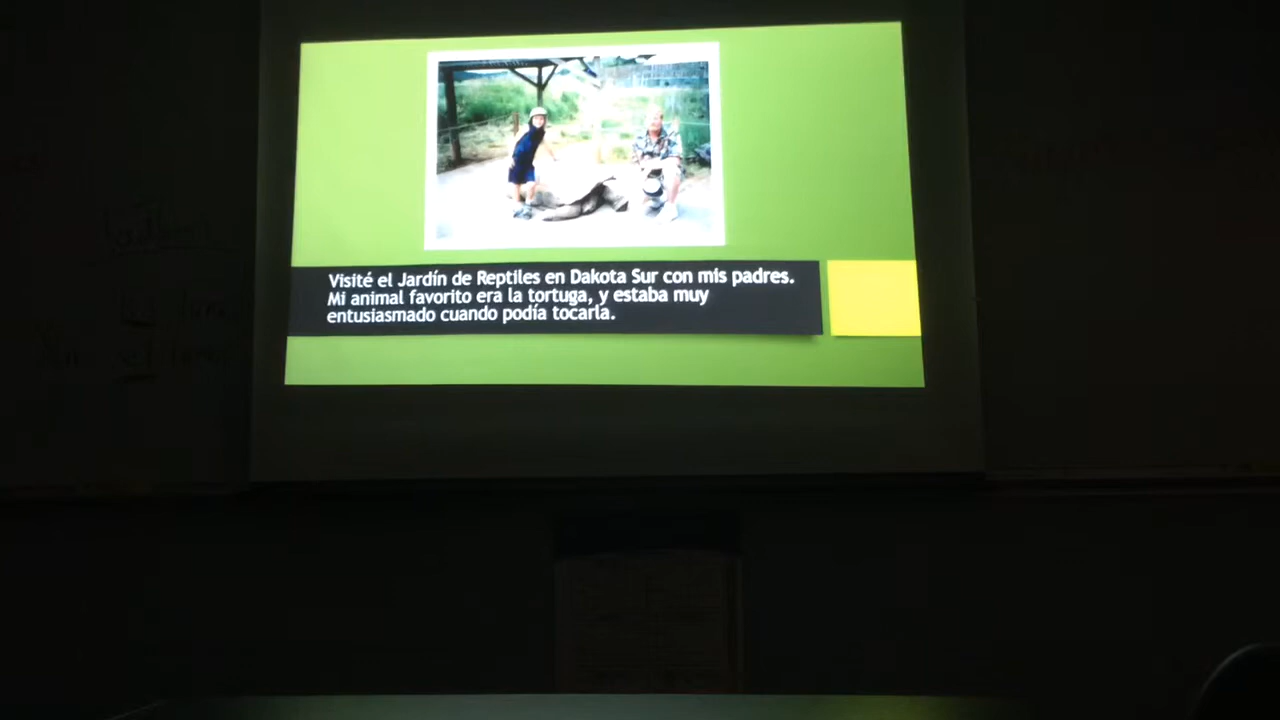 Visité el Jardín de Reptiles en Dakota Sur con mis padres.
Mi animal favorito era la tortuga, y estaba muy
entusiasmado cuando podía tocarla.